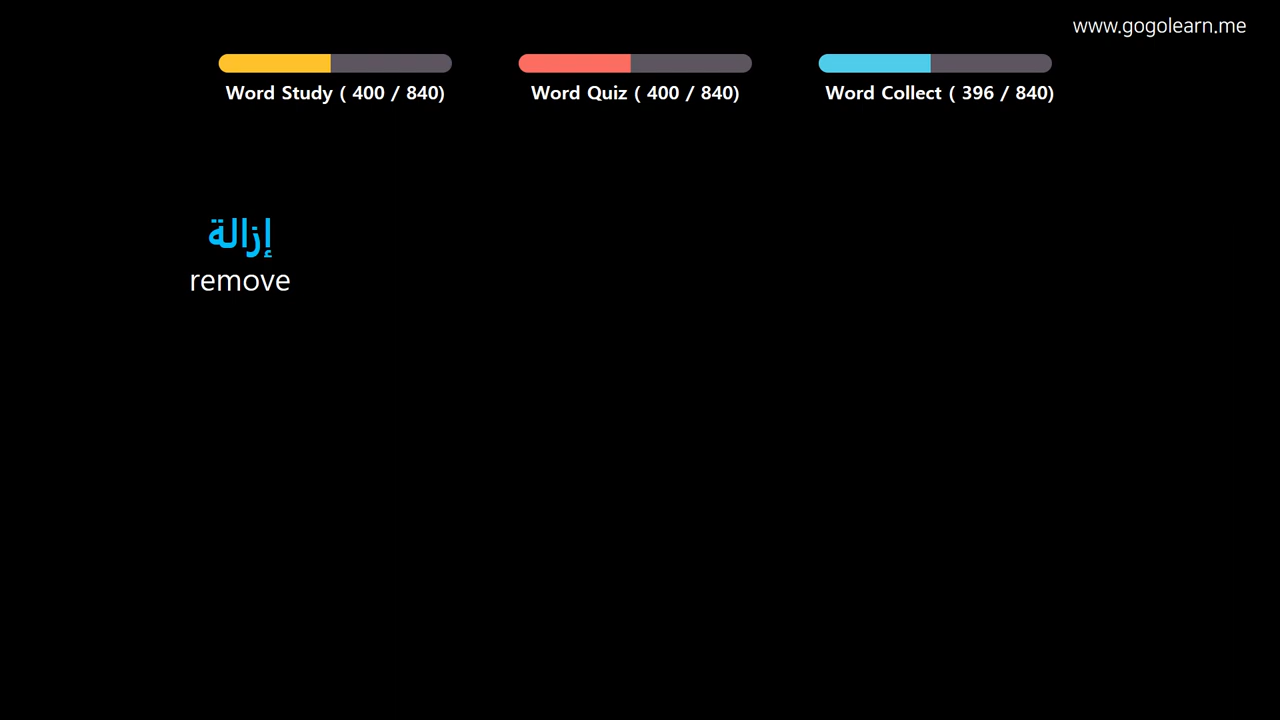 www.gogolearn.me
Word Study ( 400 / 840)
Word Quiz ( 400 / 840)
Word Collect ( 396 / 840)
إزالة
remove